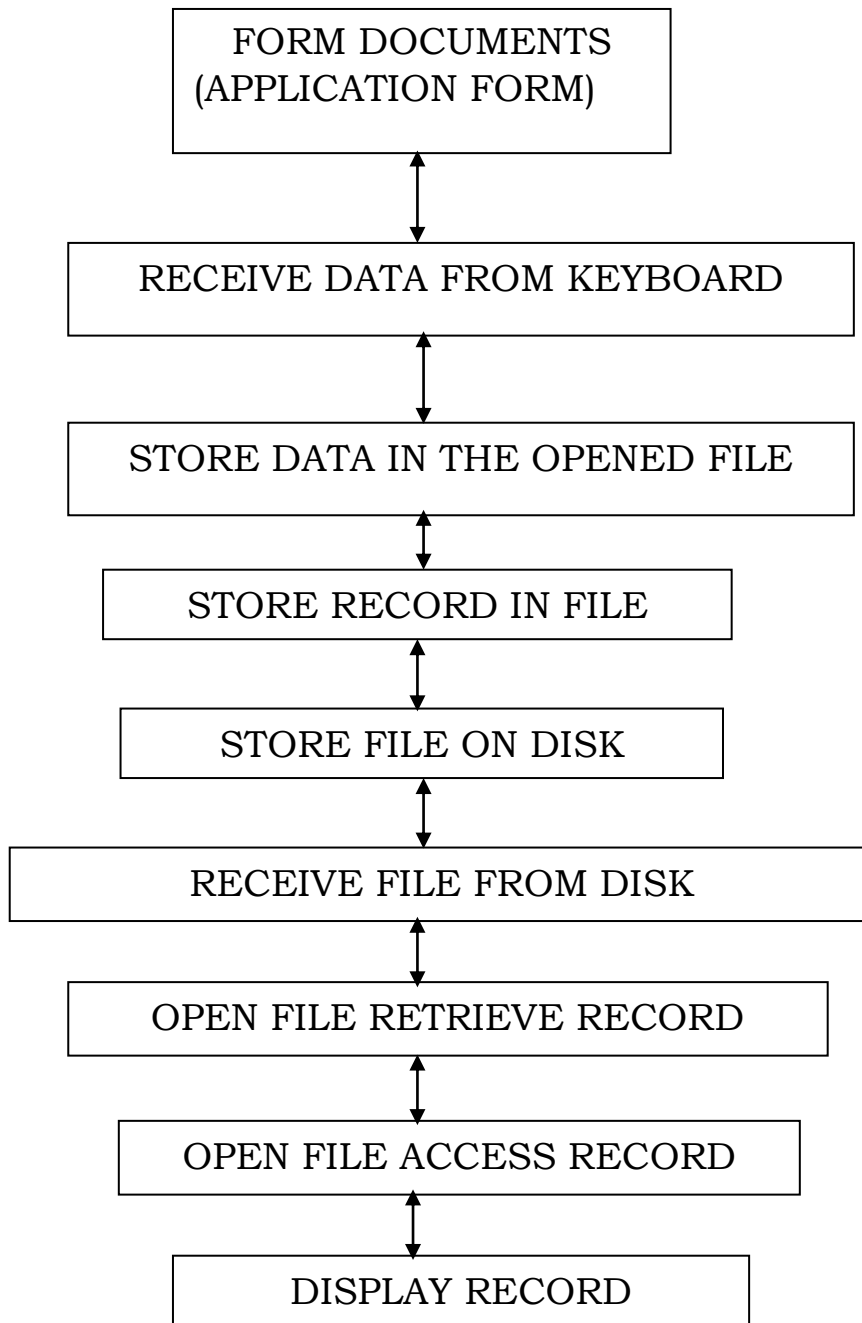 FORM DOCUMENTS
(APPLICATION FORM)
RECEIVE DATA FROM KEYBOARD
STORE DATA IN THE OPENED FILE
STORE RECORD IN FILE
STORE FILE ON DISK
RECEIVE FILE FROM DISK
OPEN FILE RETRIEVE RECORD
OPEN FILE ACCESS RECORD
DISPLAY RECORD